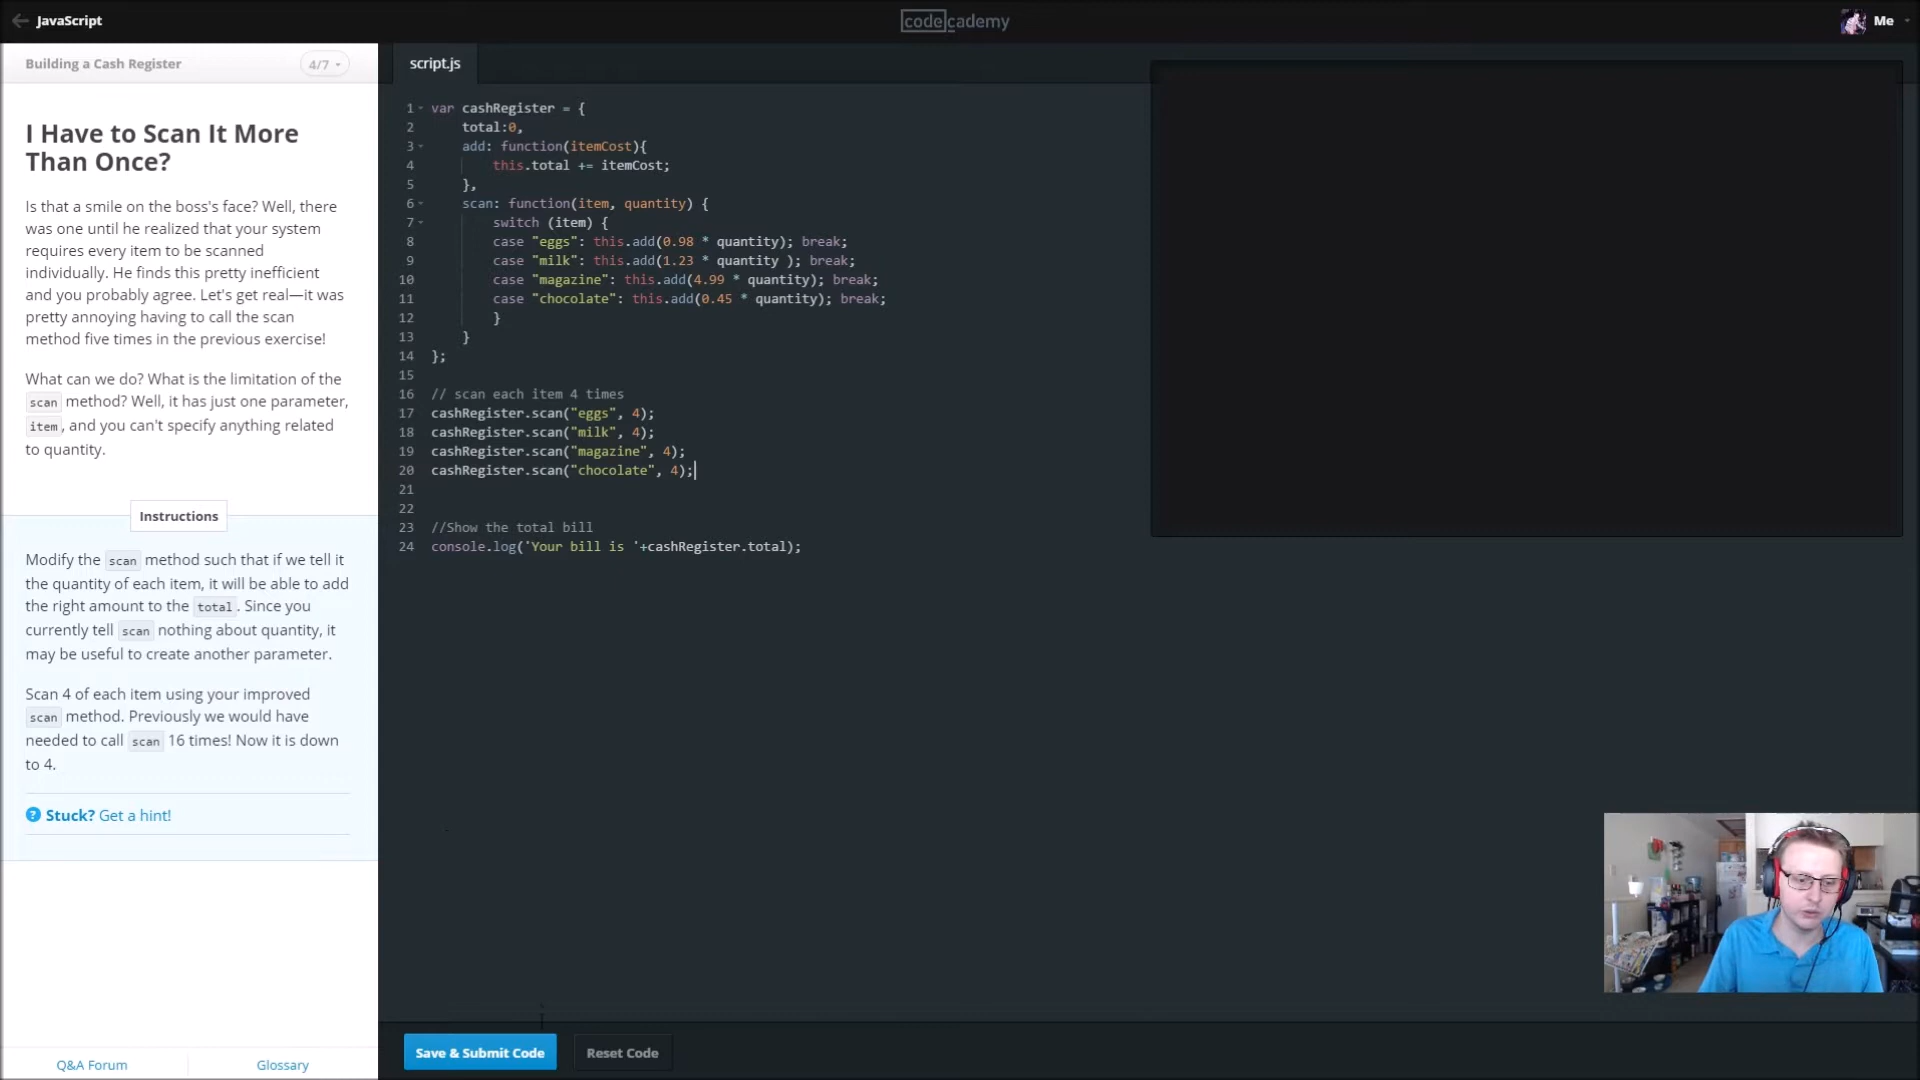 JavaScript
codecademy
Me
Building a Cash Register
4/7
script.js
I Have to Scan It More
Than Once?
Is that a smile on the boss's face? Well, there
was one until he realized that your system
requires every item to be scanned
individually. He finds this pretty inefficient
and you probably agree. Let's get real—it was
pretty annoying having to call the scan
method five times in the previous exercise!
What can we do? What is the limitation of the
scan method? Well, it has just one parameter,
item, and you can't specify anything related
to quantity.
Instructions
Modify the scan method such that if we tell it
the quantity of each item, it will be able to add
the right amount to the total. Since you
currently tell scan nothing about quantity, it
may be useful to create another parameter.
Scan 4 of each item using your improved
scan method. Previously we would have
needed to call scan 16 times! Now it is down
to 4.
? Stuck? Get a hint!
Q&A Forum
Glossary
1 var cashRegister = {
2 total:0,
3 add: function(itemCost){
4 this.total += itemCost;
5 },
6 scan: function(item, quantity) {
7 switch (item) {
8 case "eggs": this.add(0.98 * quantity); break;
9 case "milk": this.add(1.23 * quantity ); break;
10 case "magazine": this.add(4.99 * quantity); break;
11 case "chocolate": this.add(0.45 * quantity); break;
12 }
13 }
14 };
15
16 // scan each item 4 times
17 cashRegister.scan("eggs", 4);
18 cashRegister.scan("milk", 4);
19 cashRegister.scan("magazine", 4);
20 cashRegister.scan("chocolate", 4);
21
22
23 //Show the total bill
24 console.log('Your bill is '+cashRegister.total);
Save & Submit Code
Reset Code